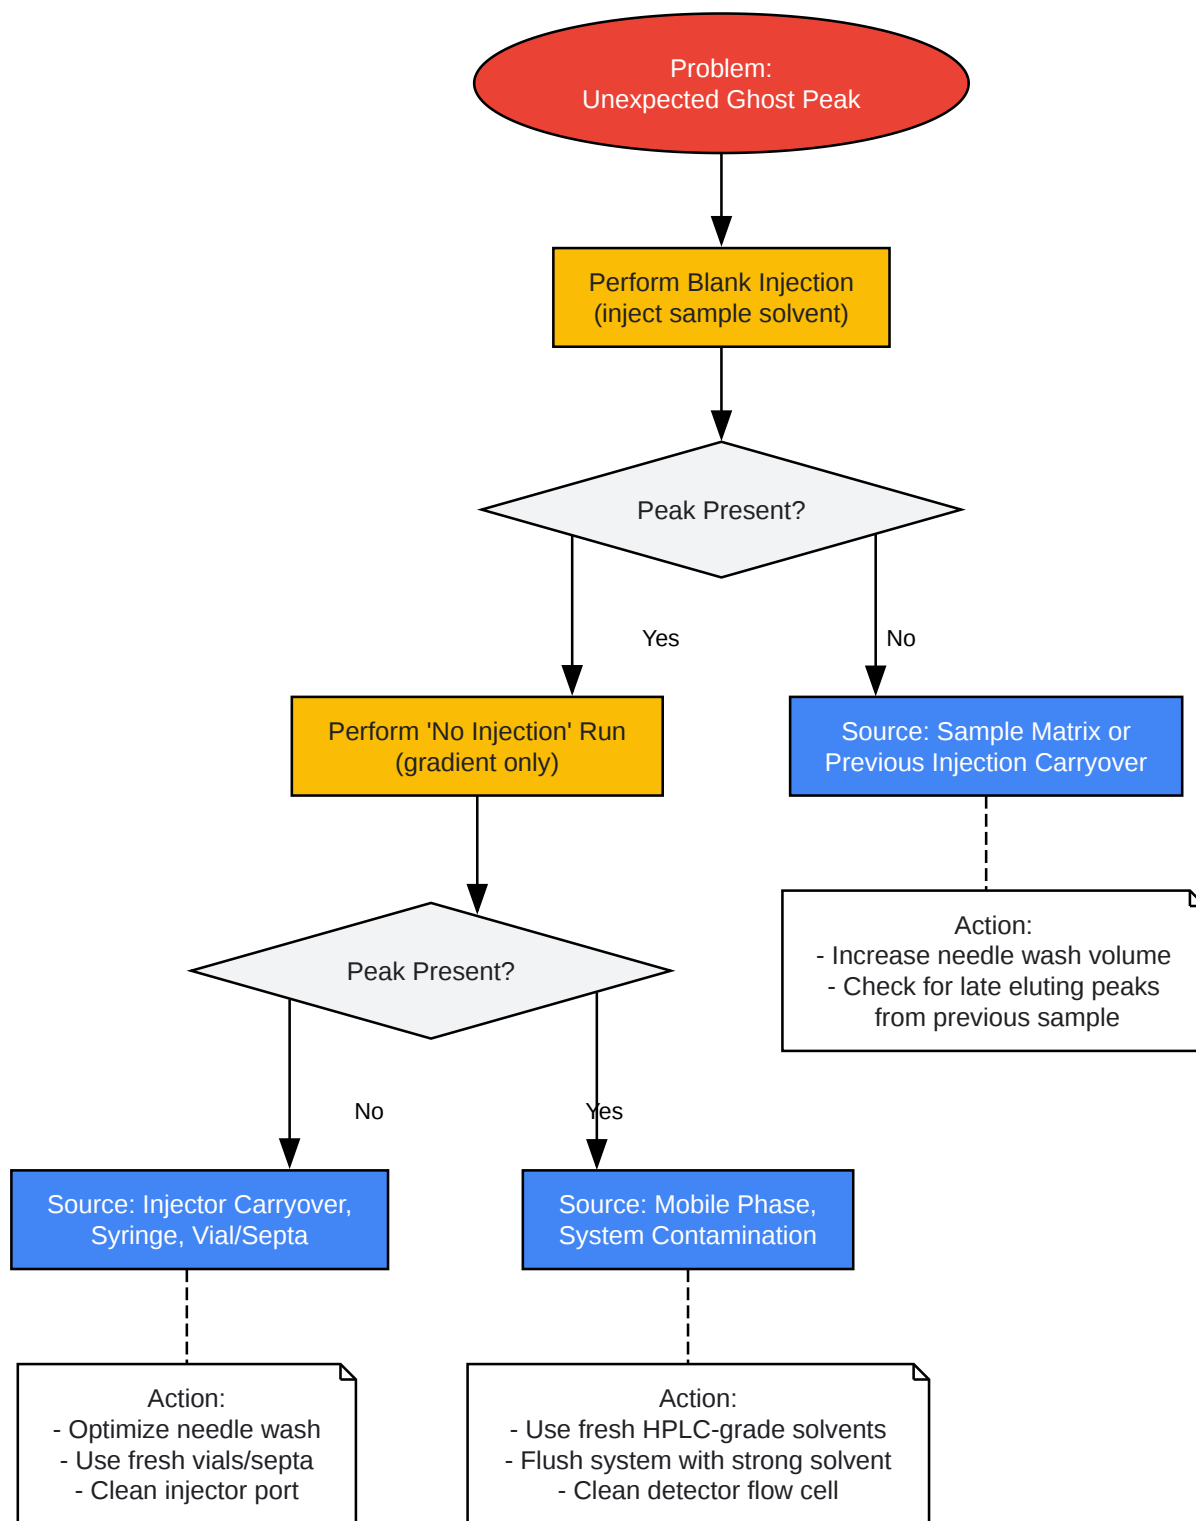 Problem:
Unexpected Ghost Peak
Perform Blank Injection
(inject sample solvent)
Peak Present?
Yes
No
Perform 'No Injection' Run
(gradient only)
Source: Sample Matrix or
Previous Injection Carryover
Action:
- Increase needle wash volume
- Check for late eluting peaks
from previous sample
Peak Present?
No
Yes
Source: Injector Carryover,
Syringe, Vial/Septa
Source: Mobile Phase,
System Contamination
Action:
- Optimize needle wash
- Use fresh vials/septa
- Clean injector port
Action:
- Use fresh HPLC-grade solvents
- Flush system with strong solvent
- Clean detector flow cell